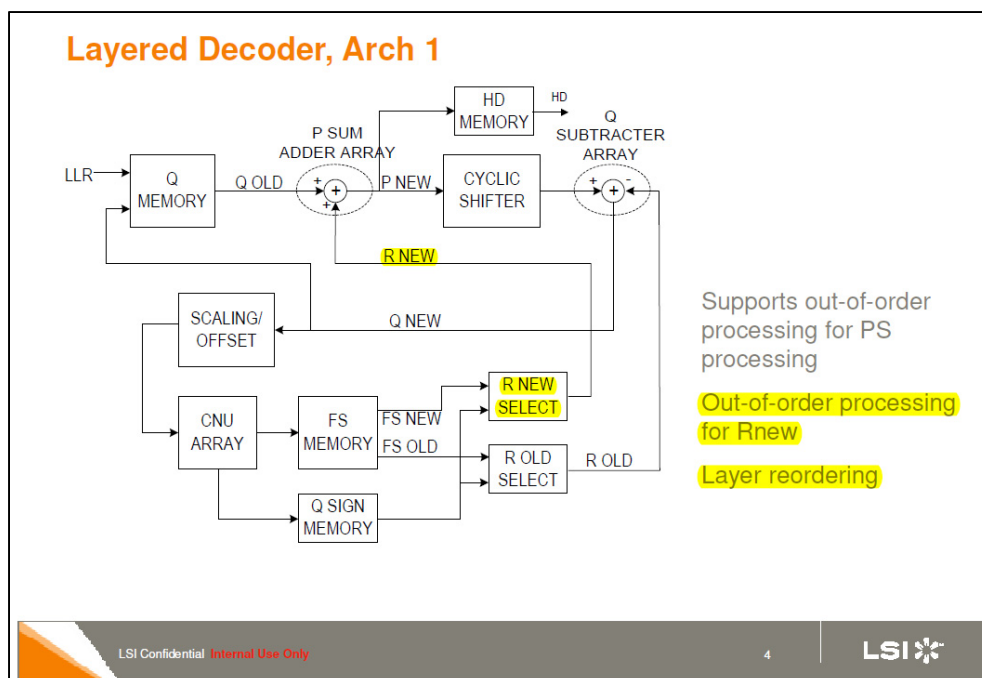 Layered Decoder, Arch 1
HD
MEMORY
HD
Q
SUBTRACTER
ARRAY
P SUM
ADDER ARRAY
LLR
Q
MEMORY
Q OLD
+
+
+
P NEW
CYCLIC
SHIFTER
+
+
-
R NEW
SCALING/
OFFSET
Q NEW
CNU
ARRAY
FS
MEMORY
FS NEW
FS OLD
R NEW
SELECT
R OLD
SELECT
R OLD
Q SIGN
MEMORY
Supports out-of-order
processing for PS
processing
Out-of-order processing
for Rnew
Layer reordering
LSI Confidential Internal Use Only
4
LSI